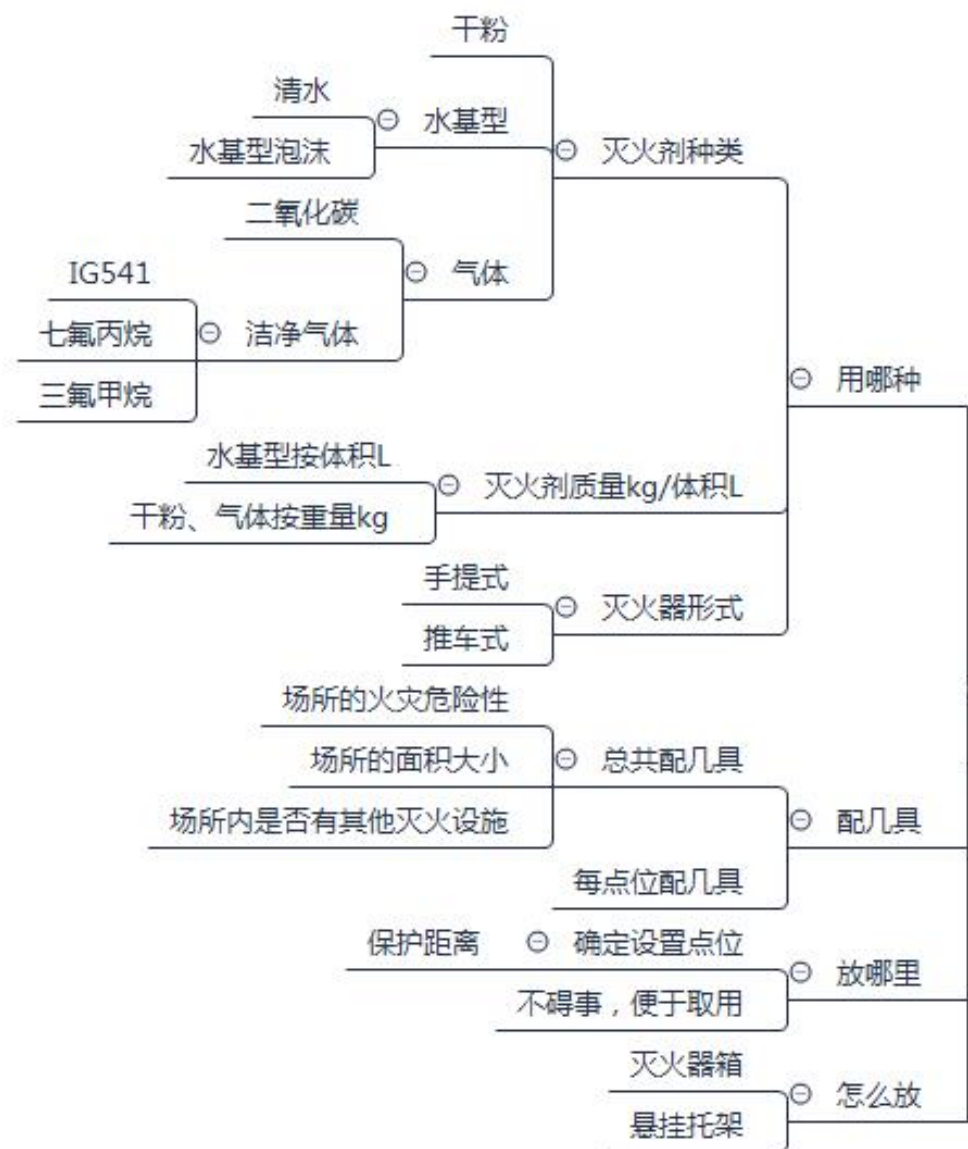 干粉
清水
水基型
水基型泡沫
灭火剂种类
二氧化碳
IG541
气体
七氟丙烷
洁净气体
三氟甲烷
用哪种
水基型按体积L
灭火剂质量kg/体积L
干粉、气体按重量kg
手提式
灭火器形式
推车式
场所的火灾危险性
场所的面积大小
总共配几具
场所内是否有其他灭火设施
配几具
每点位配几具
保护距离
确定设置点位
放哪里
不碍事，便于取用
灭火器箱
怎么放
悬挂托架